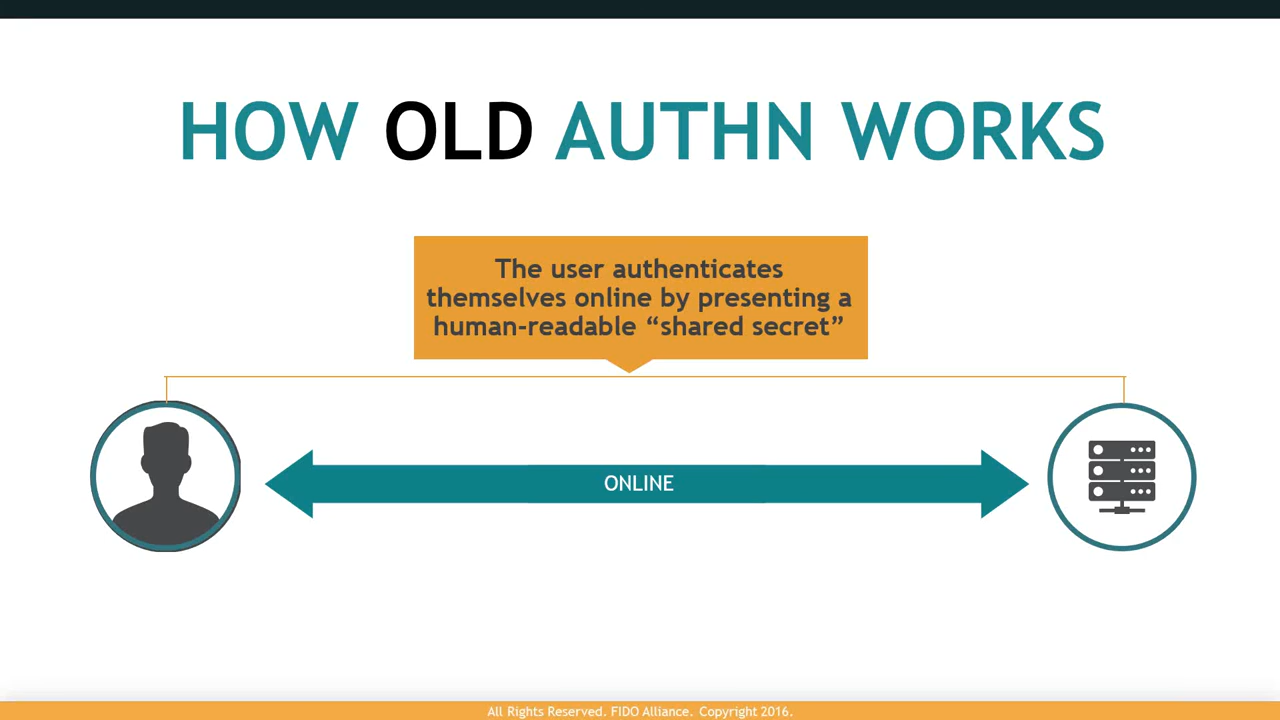 HOW OLD AUTHN WORKS
The user authenticates
themselves online by presenting a
human-readable “shared secret”
ONLINE
All Rights Reserved. FIDO Alliance. Copyright 2016.